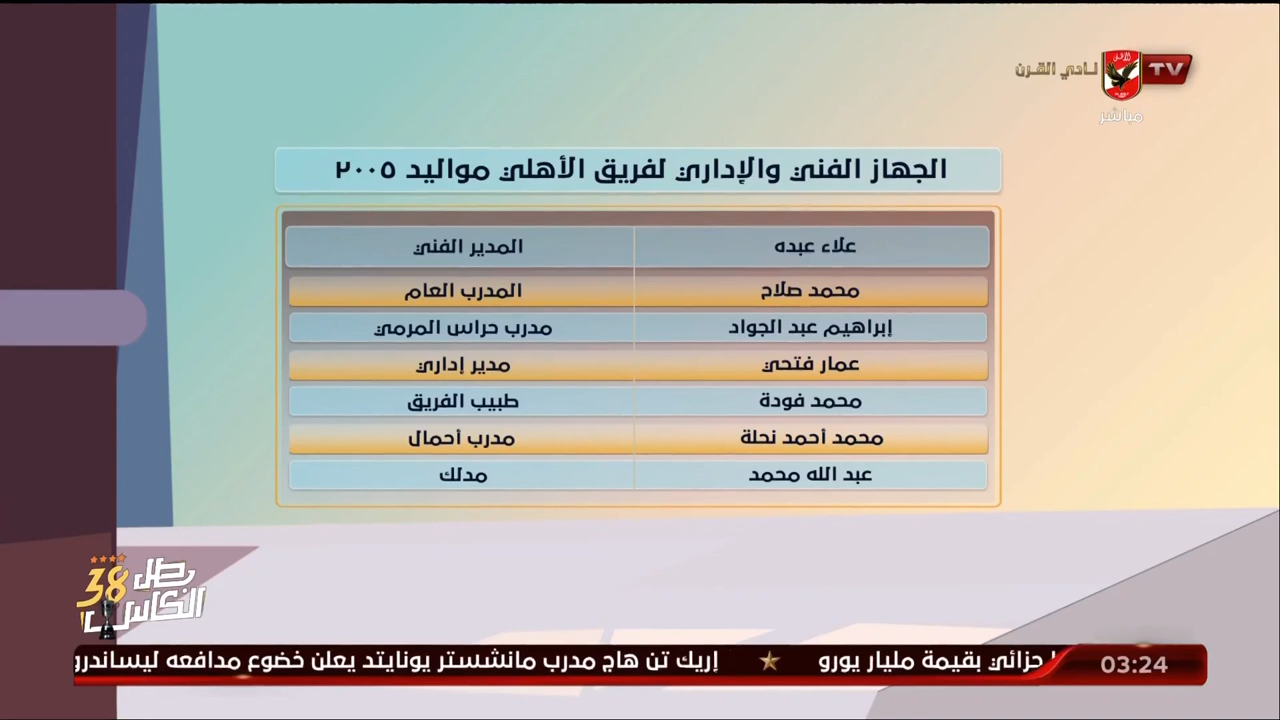 نادي القرن
TV
مباشر
الجهاز الفني والإداري لفريق الأهلي مواليد ٢٠٠٥
علاء عبده المدير الفني
محمد صلاح المدرب العام
إبراهيم عبد الجواد مدرب حراس المرمي
عمار فتحي مدير إداري
محمد فودة طبيب الفريق
محمد أحمد نحلة مدرب أحمال
عبد الله محمد مدلك
بطل
الكاس 38
03:24
جزائي بقيمة مليار يورو ★ إريك تن هاج مدرب مانشستر يونايتد يعلن خضوع مدافعه ليساندرو